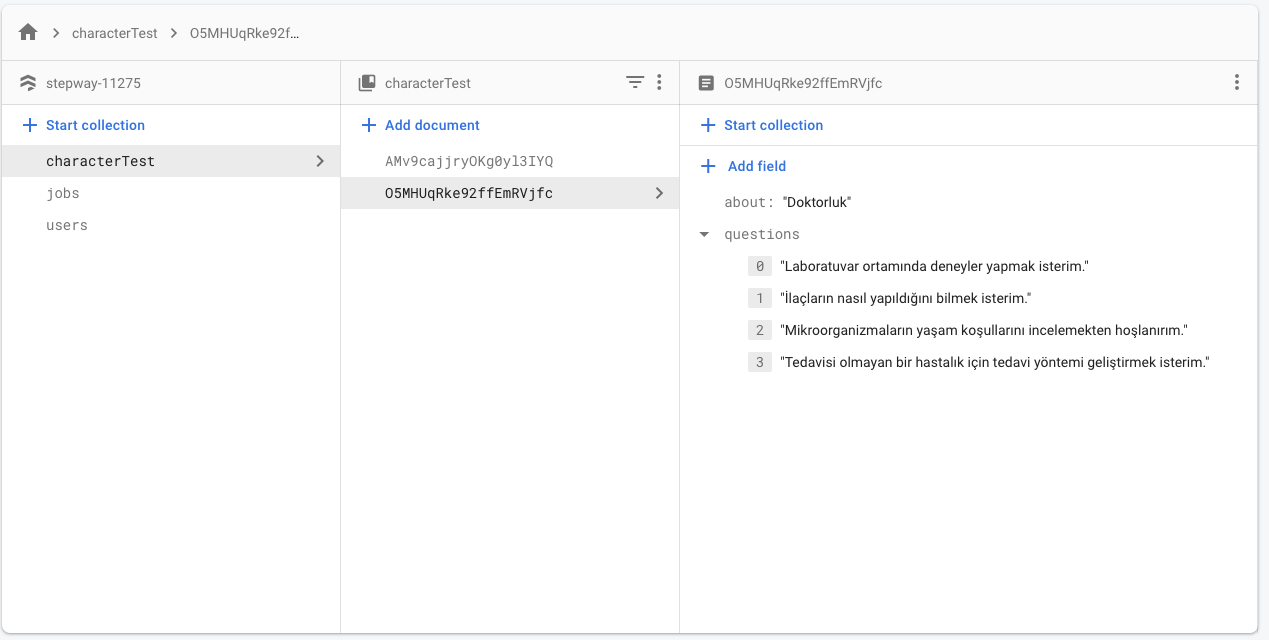 characterTest
O5MHUqRke92f...
stepway-11275
characterTest
O5MHUqRke92ffEmRVjfc
Start collection
Add document
Start collection
characterTest
AMv9cajjryOKg0yl3IYQ
Add field
jobs
O5MHUqRke92ffEmRVjfc
about: "Doktorluk"
users
questions
0 "Laboratuvar ortamında deneyler yapmak isterim."
1 "İlaçların nasıl yapıldığını bilmek isterim."
2 "Mikroorganizmaların yaşam koşullarını incelemekten hoşlanırım."
3 "Tedavisi olmayan bir hastalık için tedavi yöntemi geliştirmek isterim."